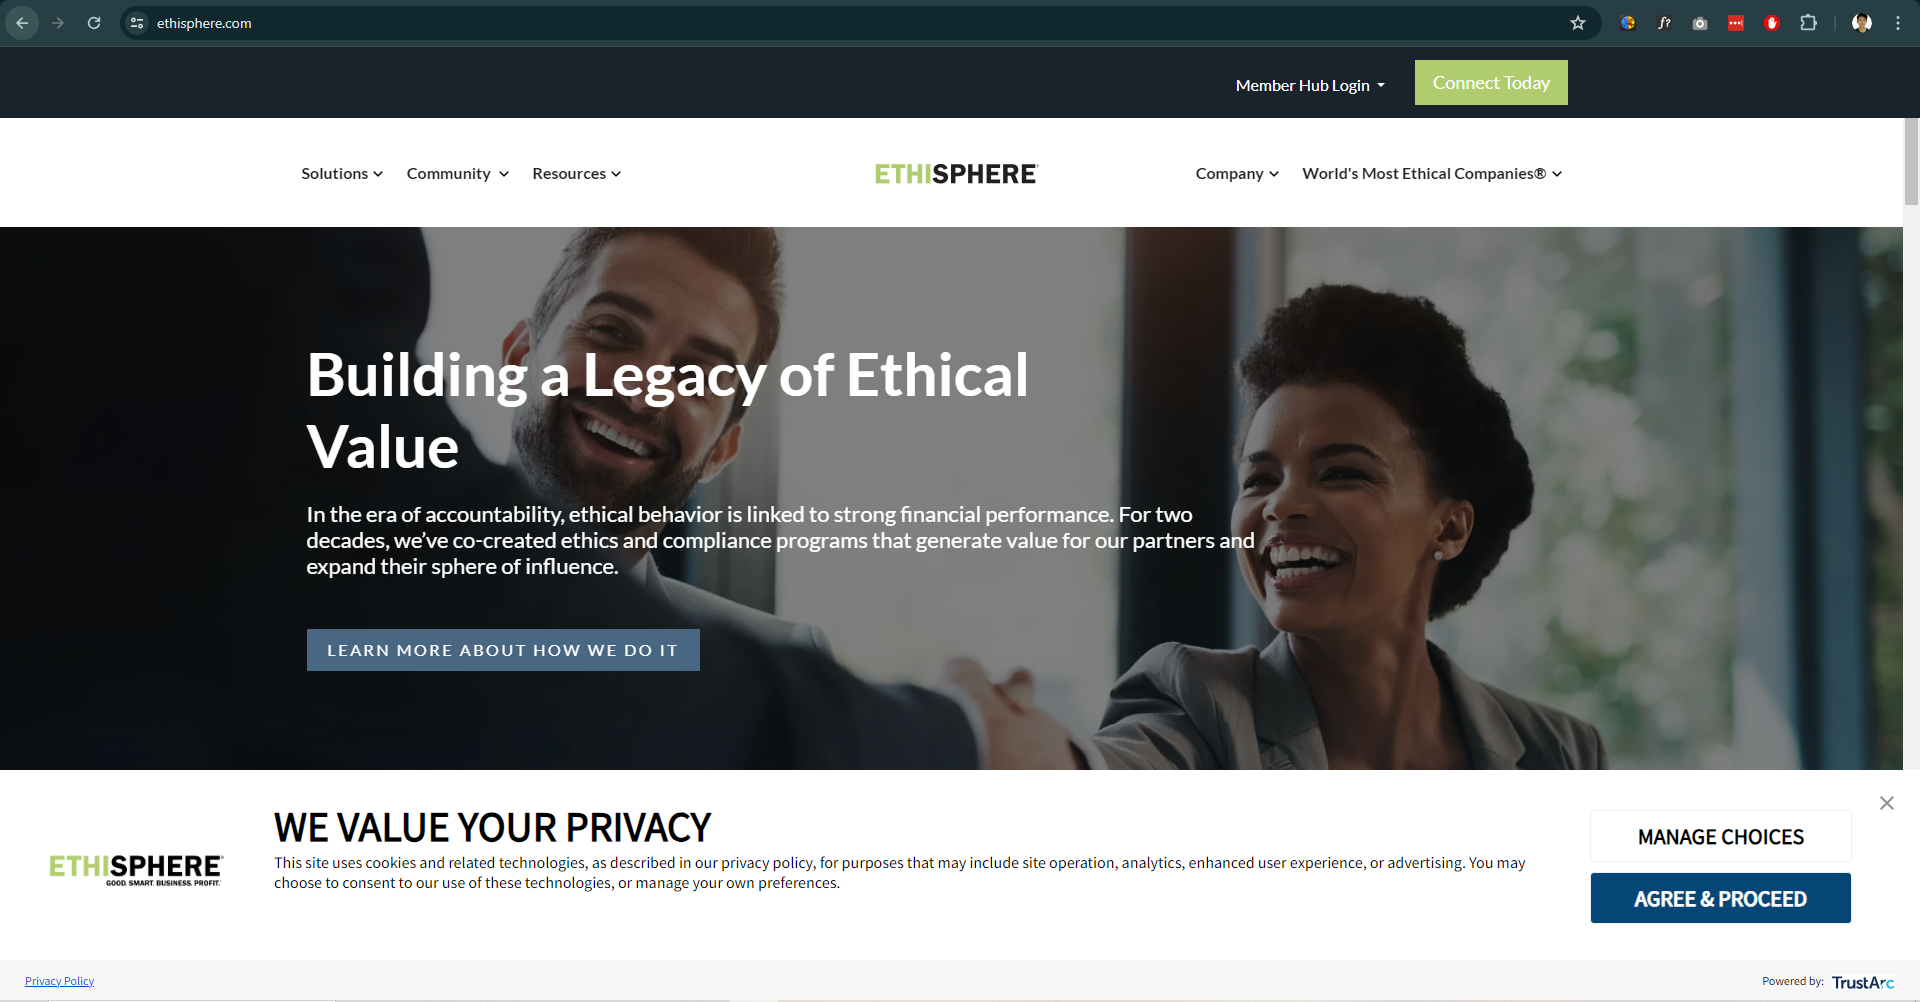 ethisphere.com
Member Hub Login
Connect Today
Solutions
Community
Resources
ETHISPHERE
Company
World's Most Ethical Companies®
Building a Legacy of Ethical
Value
In the era of accountability, ethical behavior is linked to strong financial performance. For two
decades, we’ve co-created ethics and compliance programs that generate value for our partners and
expand their sphere of influence.
LEARN MORE ABOUT HOW WE DO IT
WE VALUE YOUR PRIVACY
This site uses cookies and related technologies, as described in our privacy policy, for purposes that may include site operation, analytics, enhanced user experience, or advertising. You may
choose to consent to our use of these technologies, or manage your own preferences.
ETHISPHERE
GOOD. SMART. BUSINESS. PROFIT.
MANAGE CHOICES
AGREE & PROCEED
Privacy Policy
Powered by: TrustArc